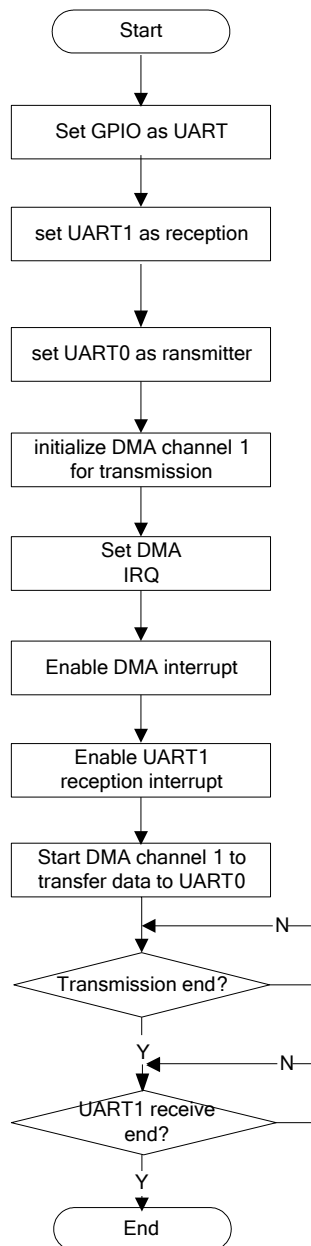 Start
Set GPIO as UART
set UART1 as reception
set UART0 as ransmitter
initialize DMA channel 1
for transmission
Set DMA
IRQ
Enable DMA interrupt
Enable UART1
reception interrupt
Start DMA channel 1 to
transfer data to UART0
N
Transmission end?
Y
N
UART1 receive
end?
Y
End